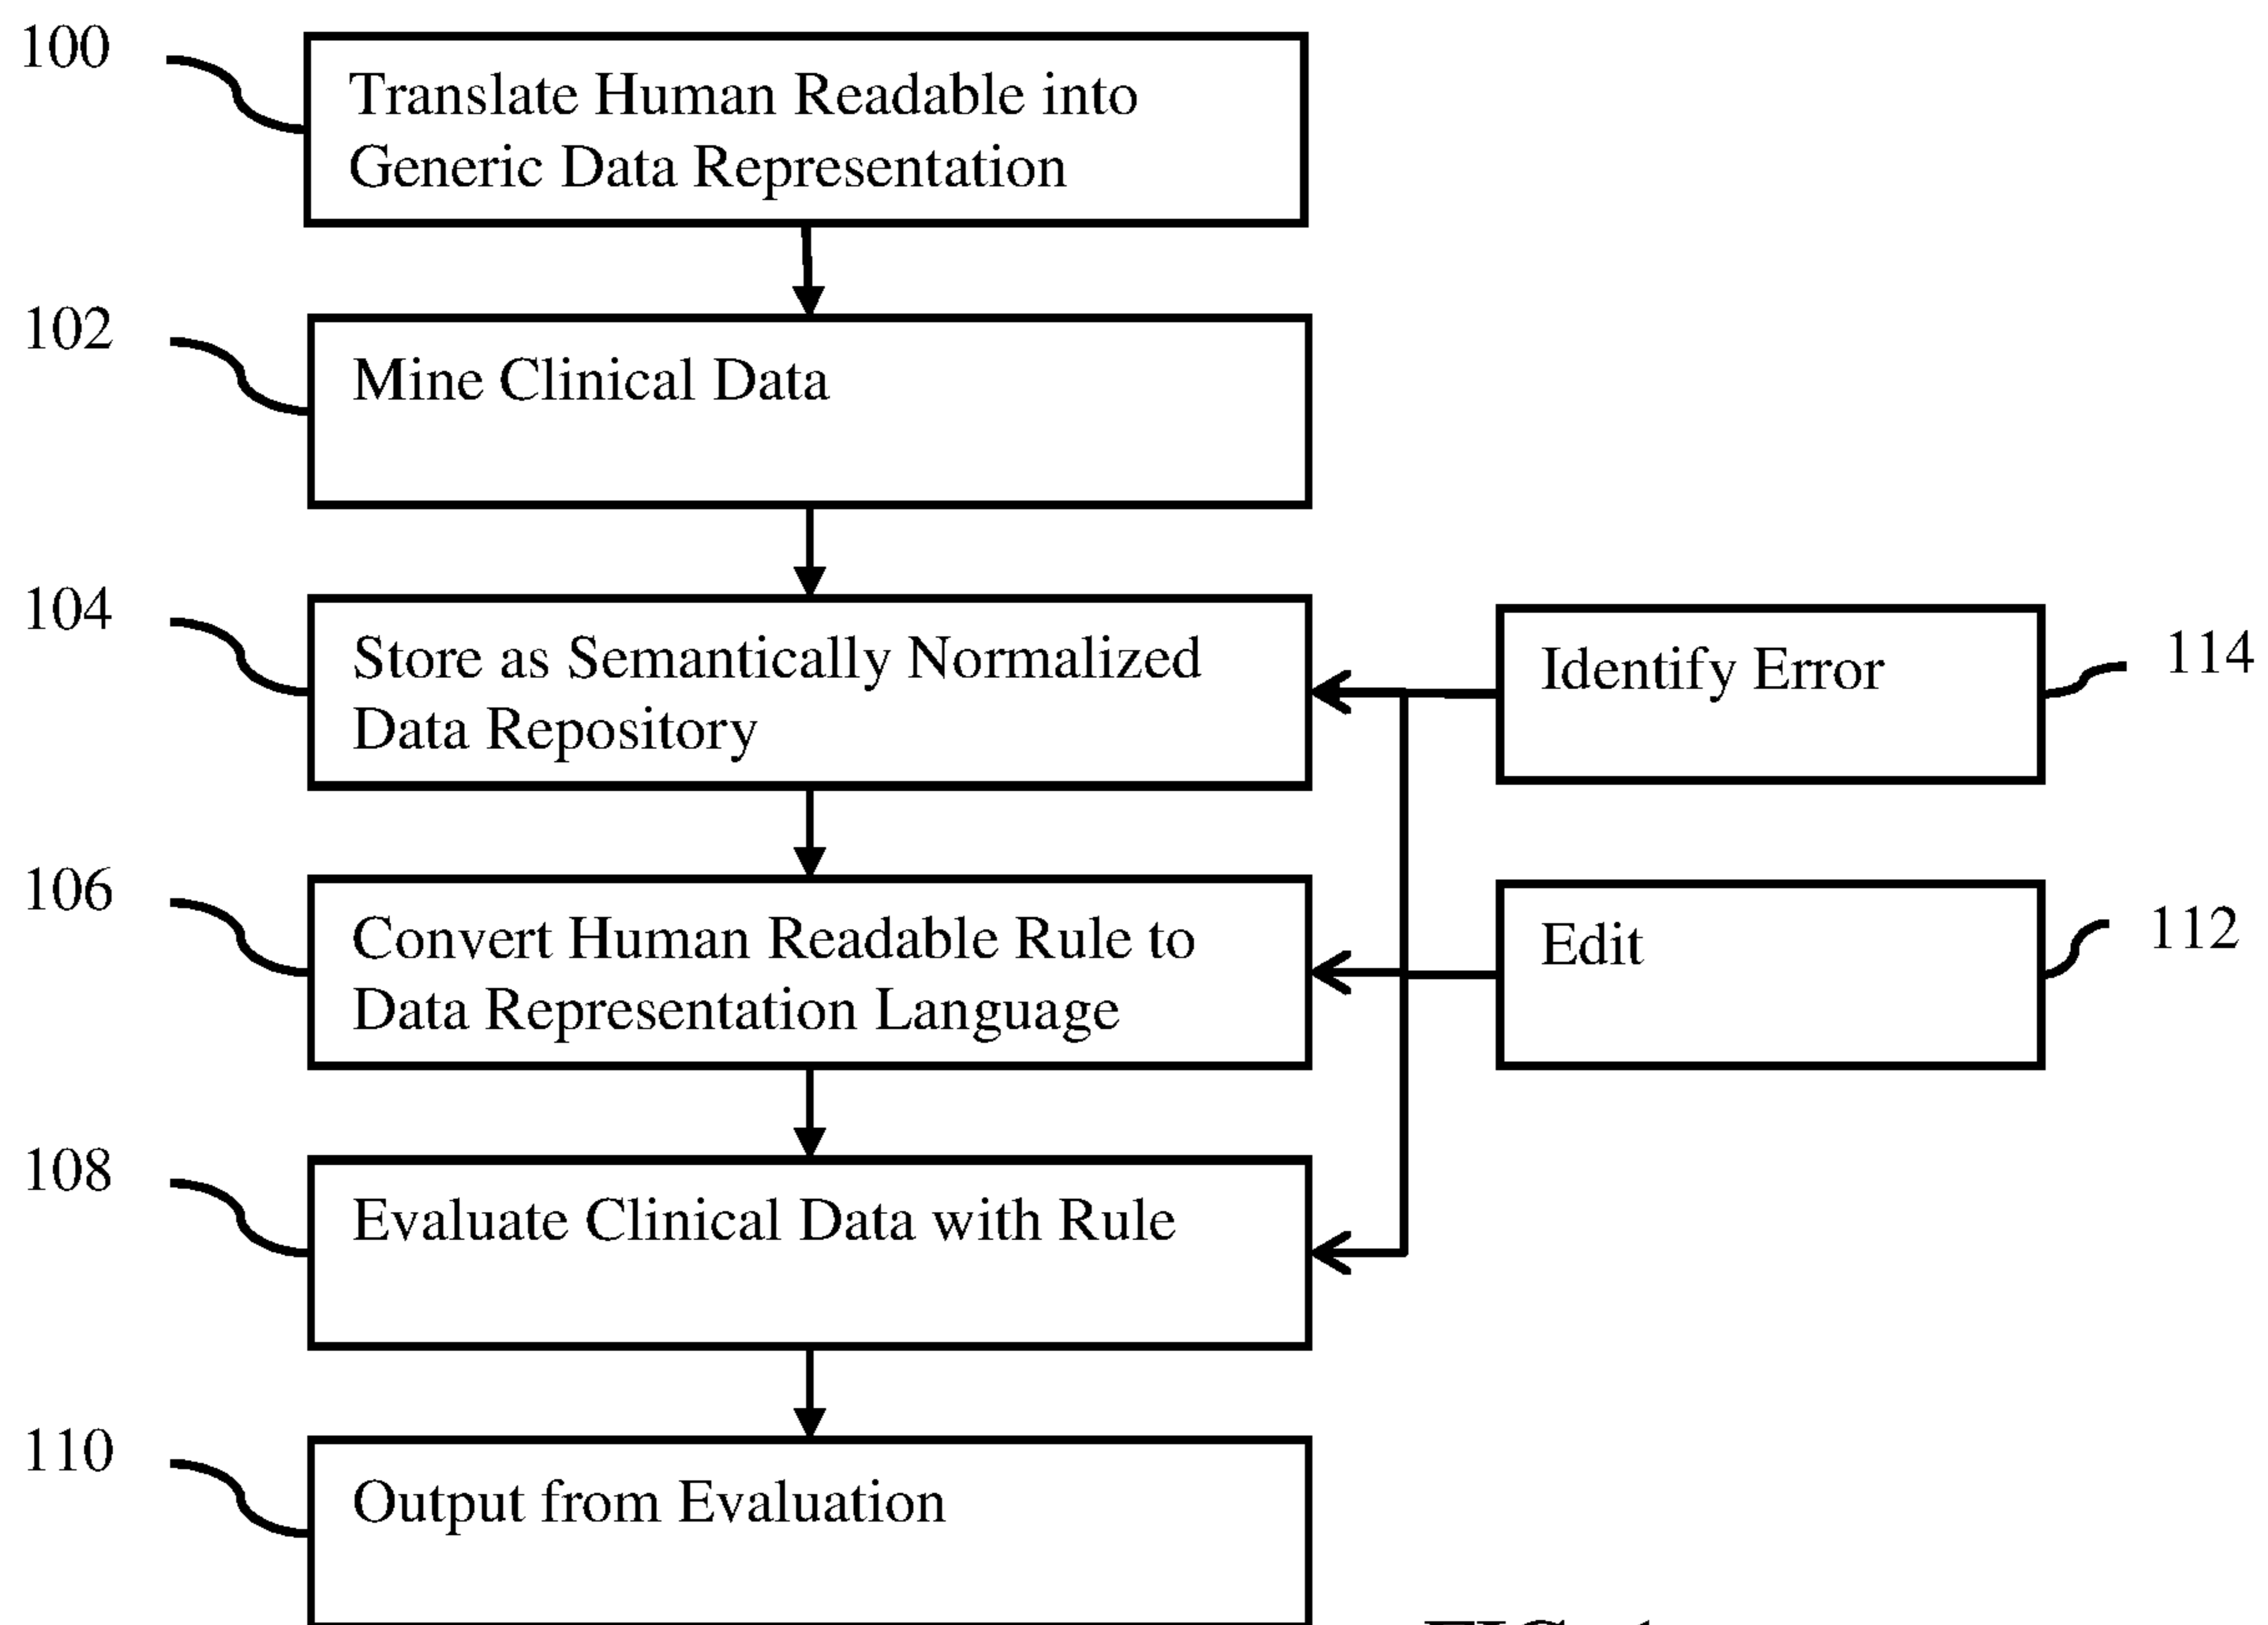 100
Translate Human Readable into
Generic Data Representation
102
Mine Clinical Data
104
Store as Semantically Normalized
Data Repository
Identify Error
114
106
Convert Human Readable Rule to
Data Representation Language
Edit
112
108
Evaluate Clinical Data with Rule
110
Output from Evaluation